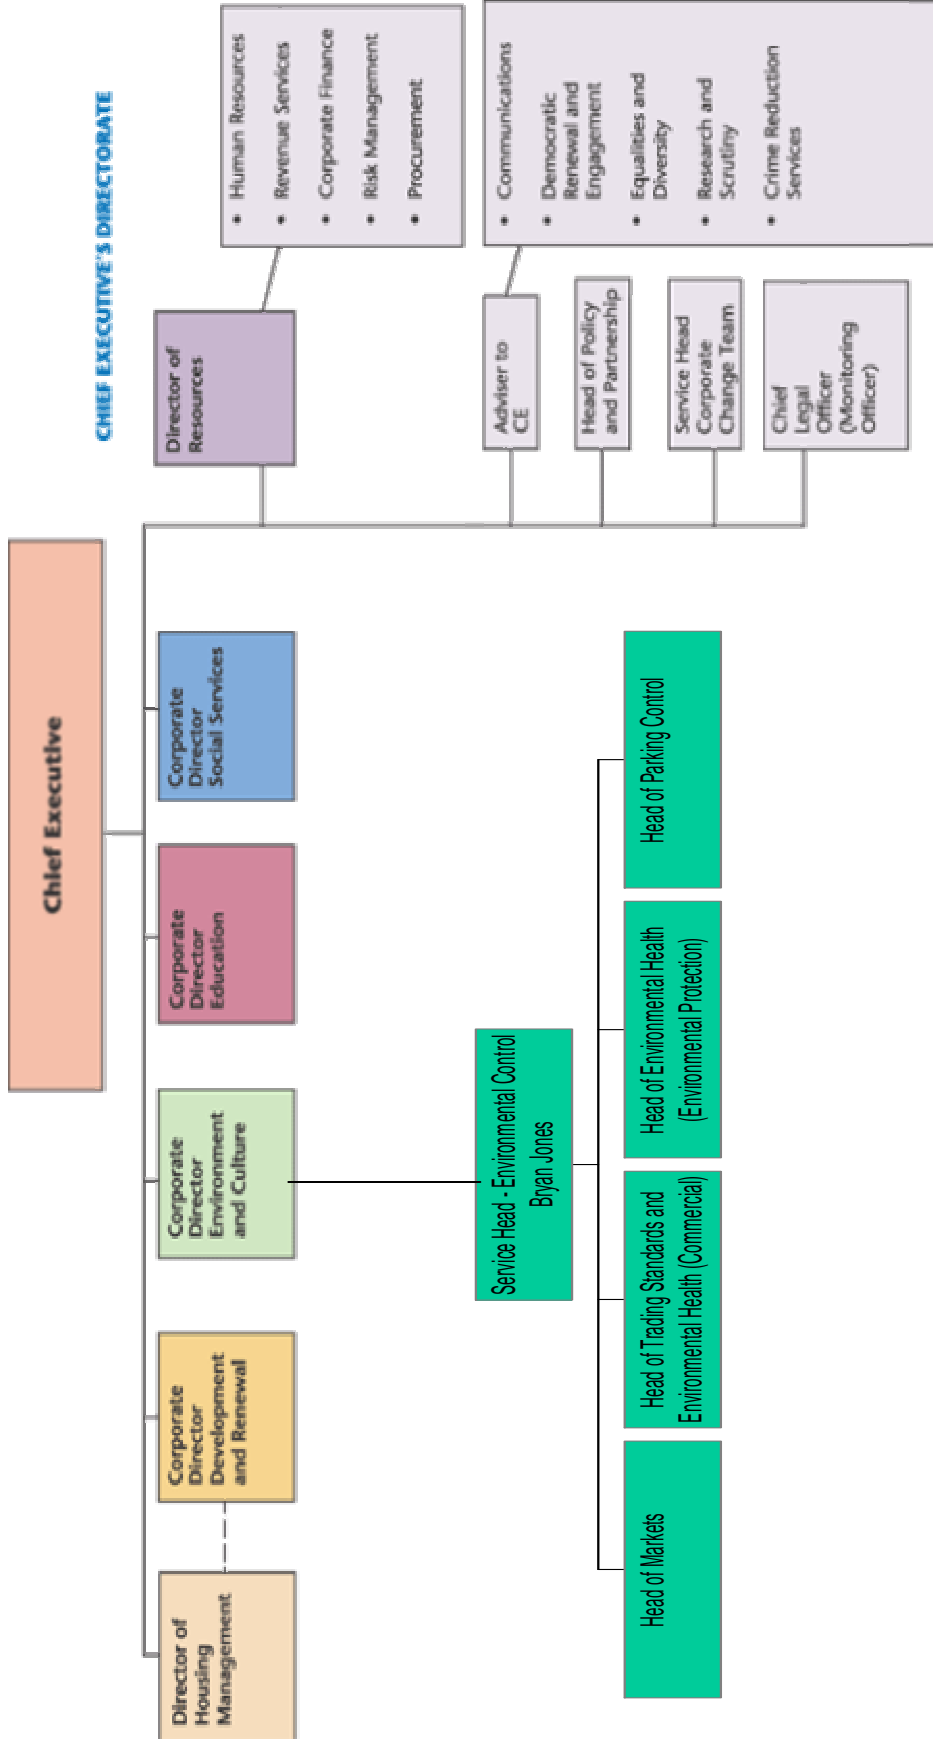 Chief Executive
CHIEF EXECUTIVE'S DIRECTORATE
Director of
Housing
Management
Corporate
Director
Development
and Renewal
Corporate
Director
Environment
and Culture
Corporate
Director
Education
Corporate
Director
Social Services
Director of
Resources
• Human Resources
• Revenue Services
• Corporate Finance
• Risk Management
• Procurement
Adviser to
CE
• Communications
• Democratic
Renewal and
Engagement
• Equalities and
Diversity
• Research and
Scrutiny
• Crime Reduction
Services
Head of Policy
and Partnership
Service Head
Corporate
Change Team
Chief
Legal
Officer
(Monitoring
Officer)
Service Head - Environmental Control
Bryan Jones
Head of Markets
Head of Trading Standards and
Environmental Health (Commercial)
Head of Environmental Health
(Environmental Protection)
Head of Parking Control